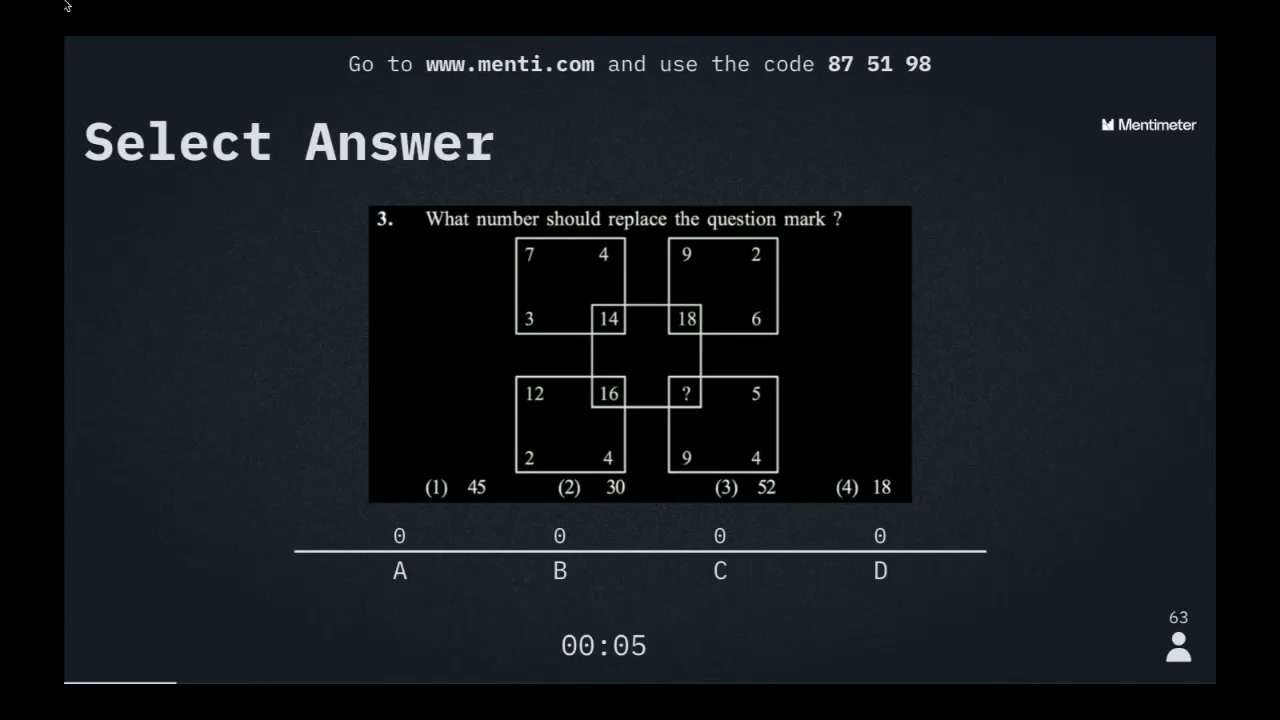 Go to www.menti.com and use the code 87 51 98
Mentimeter
Select Answer
3. What number should replace the question mark ?
7 4 9 2
3 14 18 6
12 16 ? 5
2 4 9 4
(1) 45 (2) 30 (3) 52 (4) 18
0 0 0 0
A B C D
63
00:05